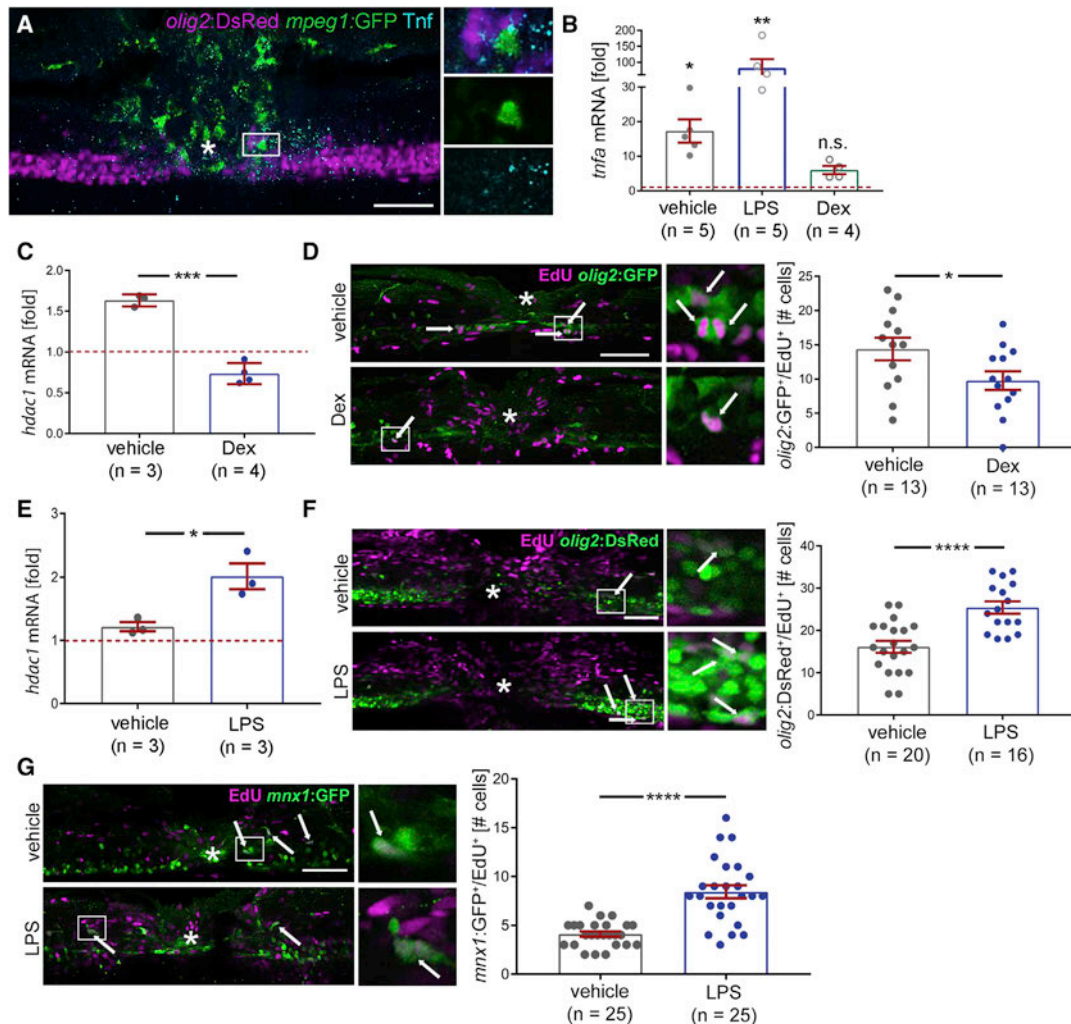 A
olig2:DsRed mpeg1:GFP Tnf
*
B
tnfa mRNA [fold]
200
150
100
50
30
20
10
0
*
**
n.s.
vehicle
(n = 5)
LPS
(n = 5)
Dex
(n = 4)
C
hdac1 mRNA [fold]
2.0
1.5
1.0
0.5
0.0
***
vehicle
(n = 3)
Dex
(n = 4)
D
EdU olig2:GFP
vehicle
*
Dex
*
olig2:GFP+/EdU+ [# cells]
25
20
15
10
5
0
*
vehicle
(n = 13)
Dex
(n = 13)
E
hdac1 mRNA [fold]
3
2
1
0
*
vehicle
(n = 3)
LPS
(n = 3)
F
EdU olig2:DsRed
vehicle
*
LPS
*
olig2:DsRed+/EdU+ [# cells]
40
30
20
10
0
****
vehicle
(n = 20)
LPS
(n = 16)
G
EdU mnx1:GFP
vehicle
*
LPS
*
mnx1:GFP+/EdU+ [# cells]
20
15
10
5
0
****
vehicle
(n = 25)
LPS
(n = 25)